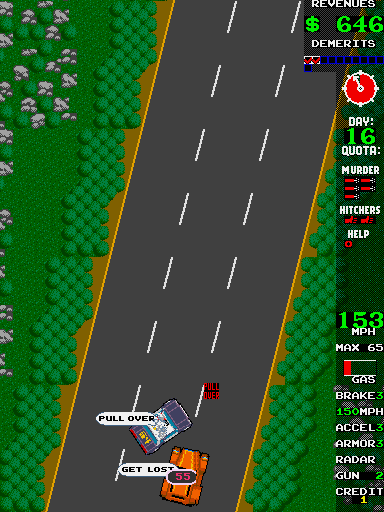 REVENUES
$ 646
DEMERITS
DAY:
16
QUOTA:
MURDER
HITCHERS
HELP
0
153
MPH
MAX 65
GAS
BRAKE3
150MPH
ACCEL3
ARMOR3
RADAR
GUN 2
CREDIT
1
PULL
OVER
PULL OVER
GET LOST
55